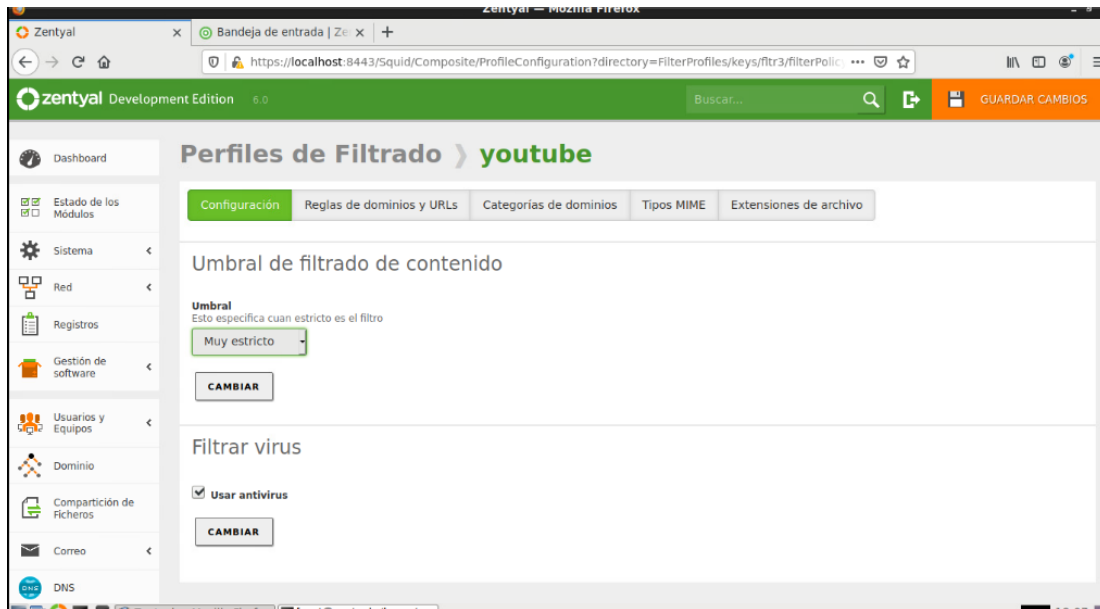 Zentyal — Mozilla Firefox
Zentyal
Bandeja de entrada | Ze
https://localhost:8443/Squid/Composite/ProfileConfiguration?directory=FilterProfiles/keys/fltr3/filterPolic
zentyal Development Edition 6.0
Buscar...
GUARDAR CAMBIOS
Perfiles de Filtrado youtube
Dashboard
Estado de los
Módulos
Sistema
Red
Registros
Gestión de
software
Usuarios y
Equipos
Dominio
Compartición de
Ficheros
Correo
DNS
Configuración
Reglas de dominios y URLs
Categorías de dominios
Tipos MIME
Extensiones de archivo
Umbral de filtrado de contenido
Umbral
Esto especifica cuan estricto es el filtro
Muy estricto
CAMBIAR
Filtrar virus
Usar antivirus
CAMBIAR